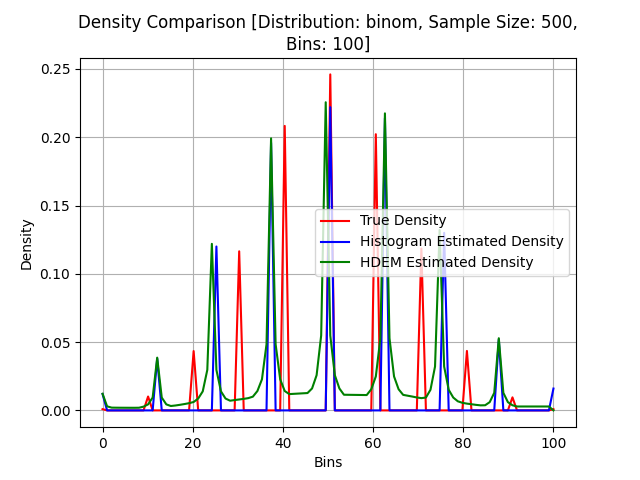 Density Comparison [Distribution: binom, Sample Size: 500,
Bins: 100]
Density
0.25
0.20
0.15
0.10
0.05
0.00
True Density
Histogram Estimated Density
HDEM Estimated Density
0 20 40 60 80 100
Bins